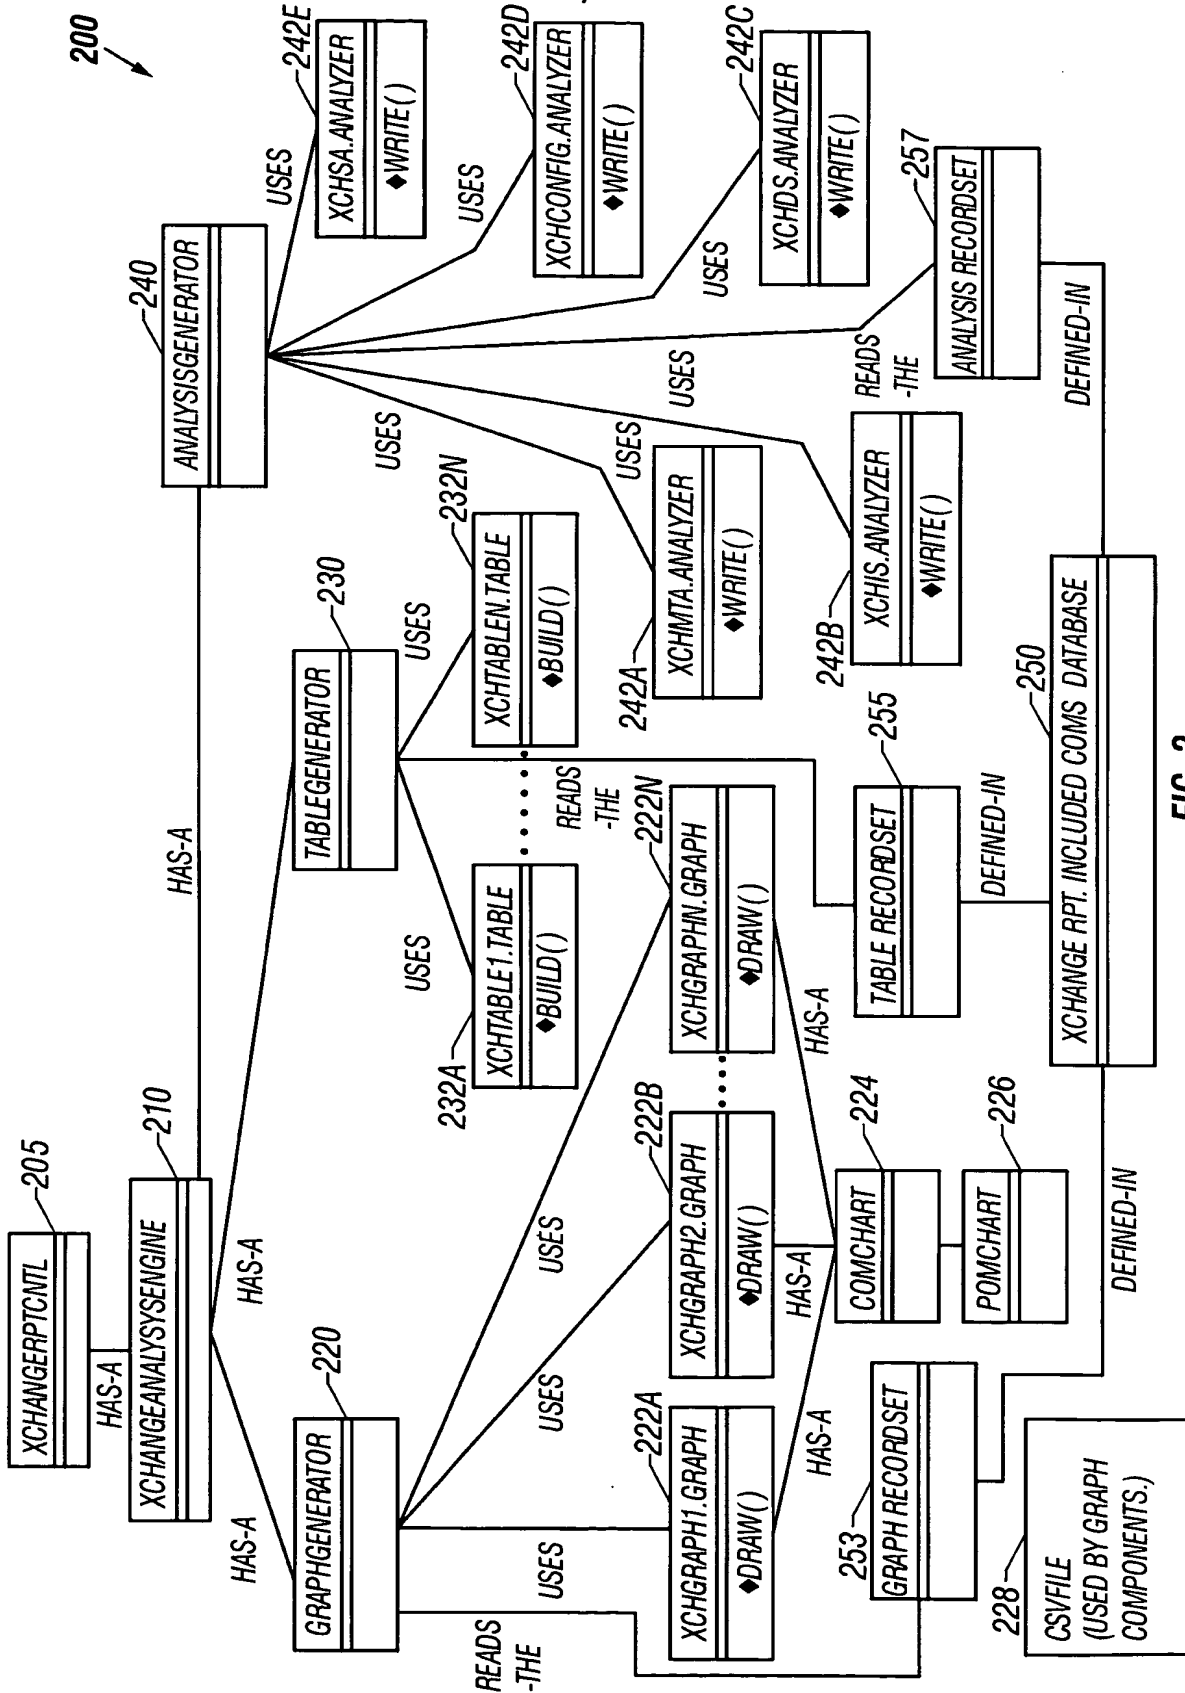 200
XCHANGERPTCNTL
205
HAS-A
XCHANGEANALYSYSENGINE
210
HAS-A
HAS-A
HAS-A
ANALYSISGENERATOR
240
GRAPHGENERATOR
220
TABLEGENERATOR
230
USES
XCHSA.ANALYZER
◆WRITE()
242E
USES
XCHCONFIG.ANALYZER
◆WRITE()
242D
USES
XCHDS.ANALYZER
◆WRITE()
242C
READS
-THE
ANALYSIS RECORDSET
257
USES
XCHIS.ANALYZER
◆WRITE()
242B
USES
XCHMTA.ANALYZER
◆WRITE()
242A
USES
XCHTABLE1.TABLE
◆BUILD()
232A
USES
XCHTABLEN.TABLE
◆BUILD()
232N
READS
-THE
TABLE RECORDSET
255
READS
-THE
USES
USES
USES
XCHGRAPH1.GRAPH
◆DRAW()
222A
XCHGRAPH2.GRAPH
◆DRAW()
222B
XCHGRAPHN.GRAPH
◆DRAW()
222N
HAS-A
HAS-A
HAS-A
COMCHART
224
POMCHART
226
GRAPH RECORDSET
253
DEFINED-IN
DEFINED-IN
DEFINED-IN
XCHANGE RPT. INCLUDED COMS DATABASE
250
228
CSVFILE
(USED BY GRAPH
COMPONENTS.)